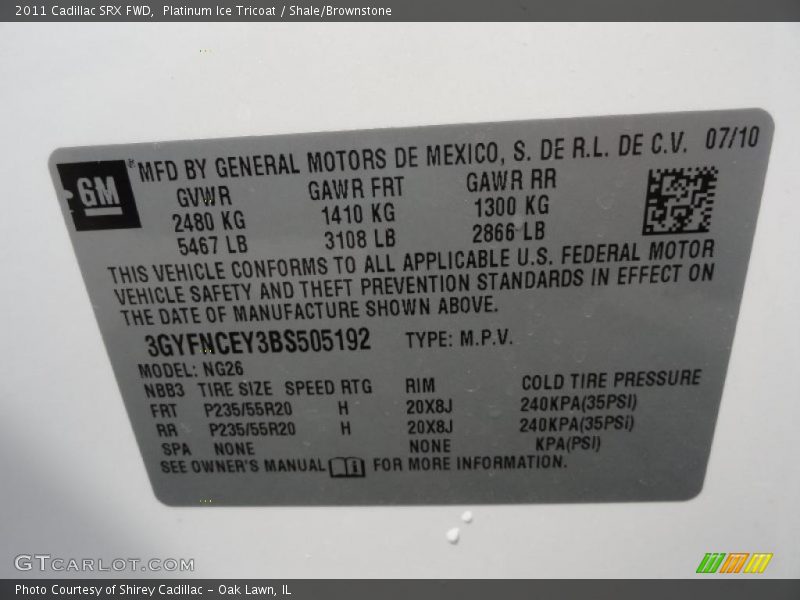 2011 Cadillac SRX FWD,  Platinum Ice Tricoat / Shale/Brownstone
GM ® MFD BY GENERAL MOTORS DE MEXICO, S. DE R.L. DE C.V. 07/10
GVWR GAWR FRT GAWR RR
2480 KG 1410 KG 1300 KG
5467 LB 3108 LB 2866 LB
THIS VEHICLE CONFORMS TO ALL APPLICABLE U.S. FEDERAL MOTOR
VEHICLE SAFETY AND THEFT PREVENTION STANDARDS IN EFFECT ON
THE DATE OF MANUFACTURE SHOWN ABOVE.
3GYFNCEY3BS505192 TYPE: M.P.V.
MODEL: NG26
NBB3 TIRE SIZE SPEED RTG RIM COLD TIRE PRESSURE
FRT P235/55R20 H 20X8J 240KPA(35PSI)
RR P235/55R20 H 20X8J 240KPA(35PSI)
SPA NONE NONE KPA(PSI)
SEE OWNER'S MANUAL FOR MORE INFORMATION.
GTCARLOT.COM
Photo Courtesy of Shirey Cadillac - Oak Lawn, IL